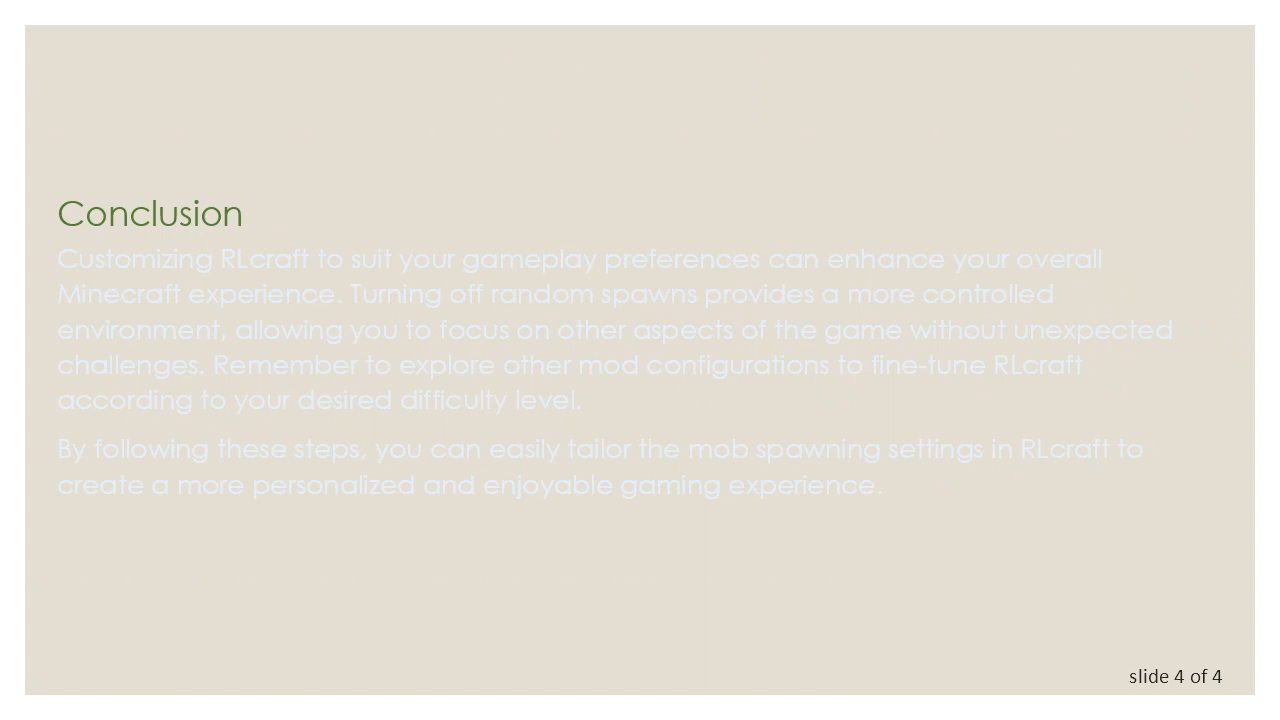 Conclusion
Customizing RLcraft to suit your gameplay preferences can enhance your overall
Minecraft experience. Turning off random spawns provides a more controlled
environment, allowing you to focus on other aspects of the game without unexpected
challenges. Remember to explore other mod configurations to fine-tune RLcraft
according to your desired difficulty level.
By following these steps, you can easily tailor the mob spawning settings in RLcraft to
create a more personalized and enjoyable gaming experience.
slide 4 of 4